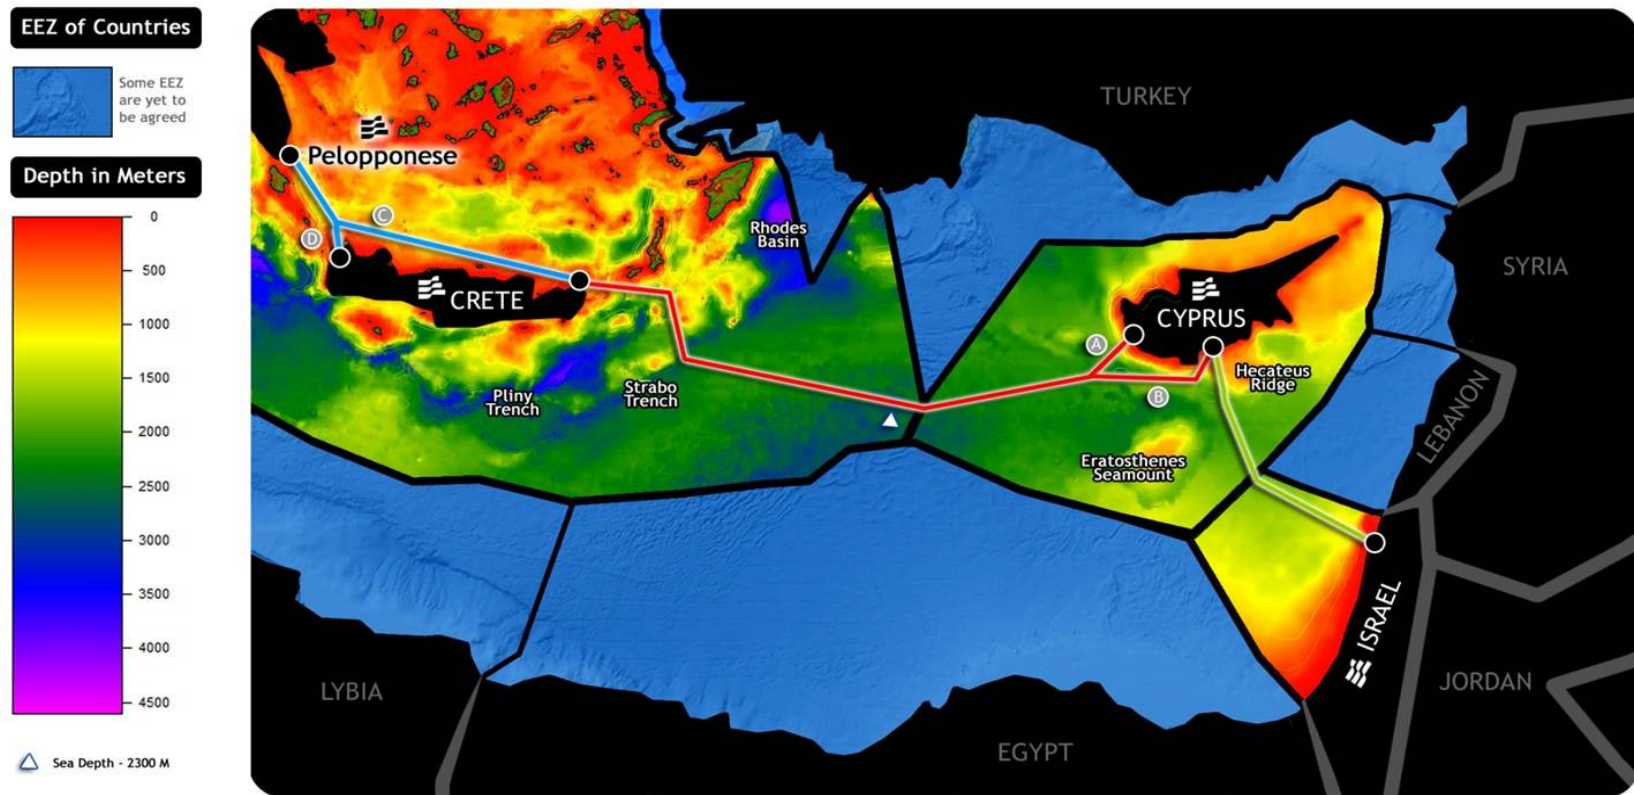 EEZ of Countries
Some EEZ
are yet to
be agreed
Depth in Meters
0
500
1000
1500
2000
2500
3000
3500
4000
4500
Sea Depth - 2300 M
TURKEY
Peloponnese
C
D
CRETE
Rhodes
Basin
SYRIA
CYPRUS
A
B
Hecateus
Ridge
Pliny
Trench
Strabo
Trench
Eratosthenes
Seamount
LEBANON
ISRAEL
LYBIA
JORDAN
EGYPT